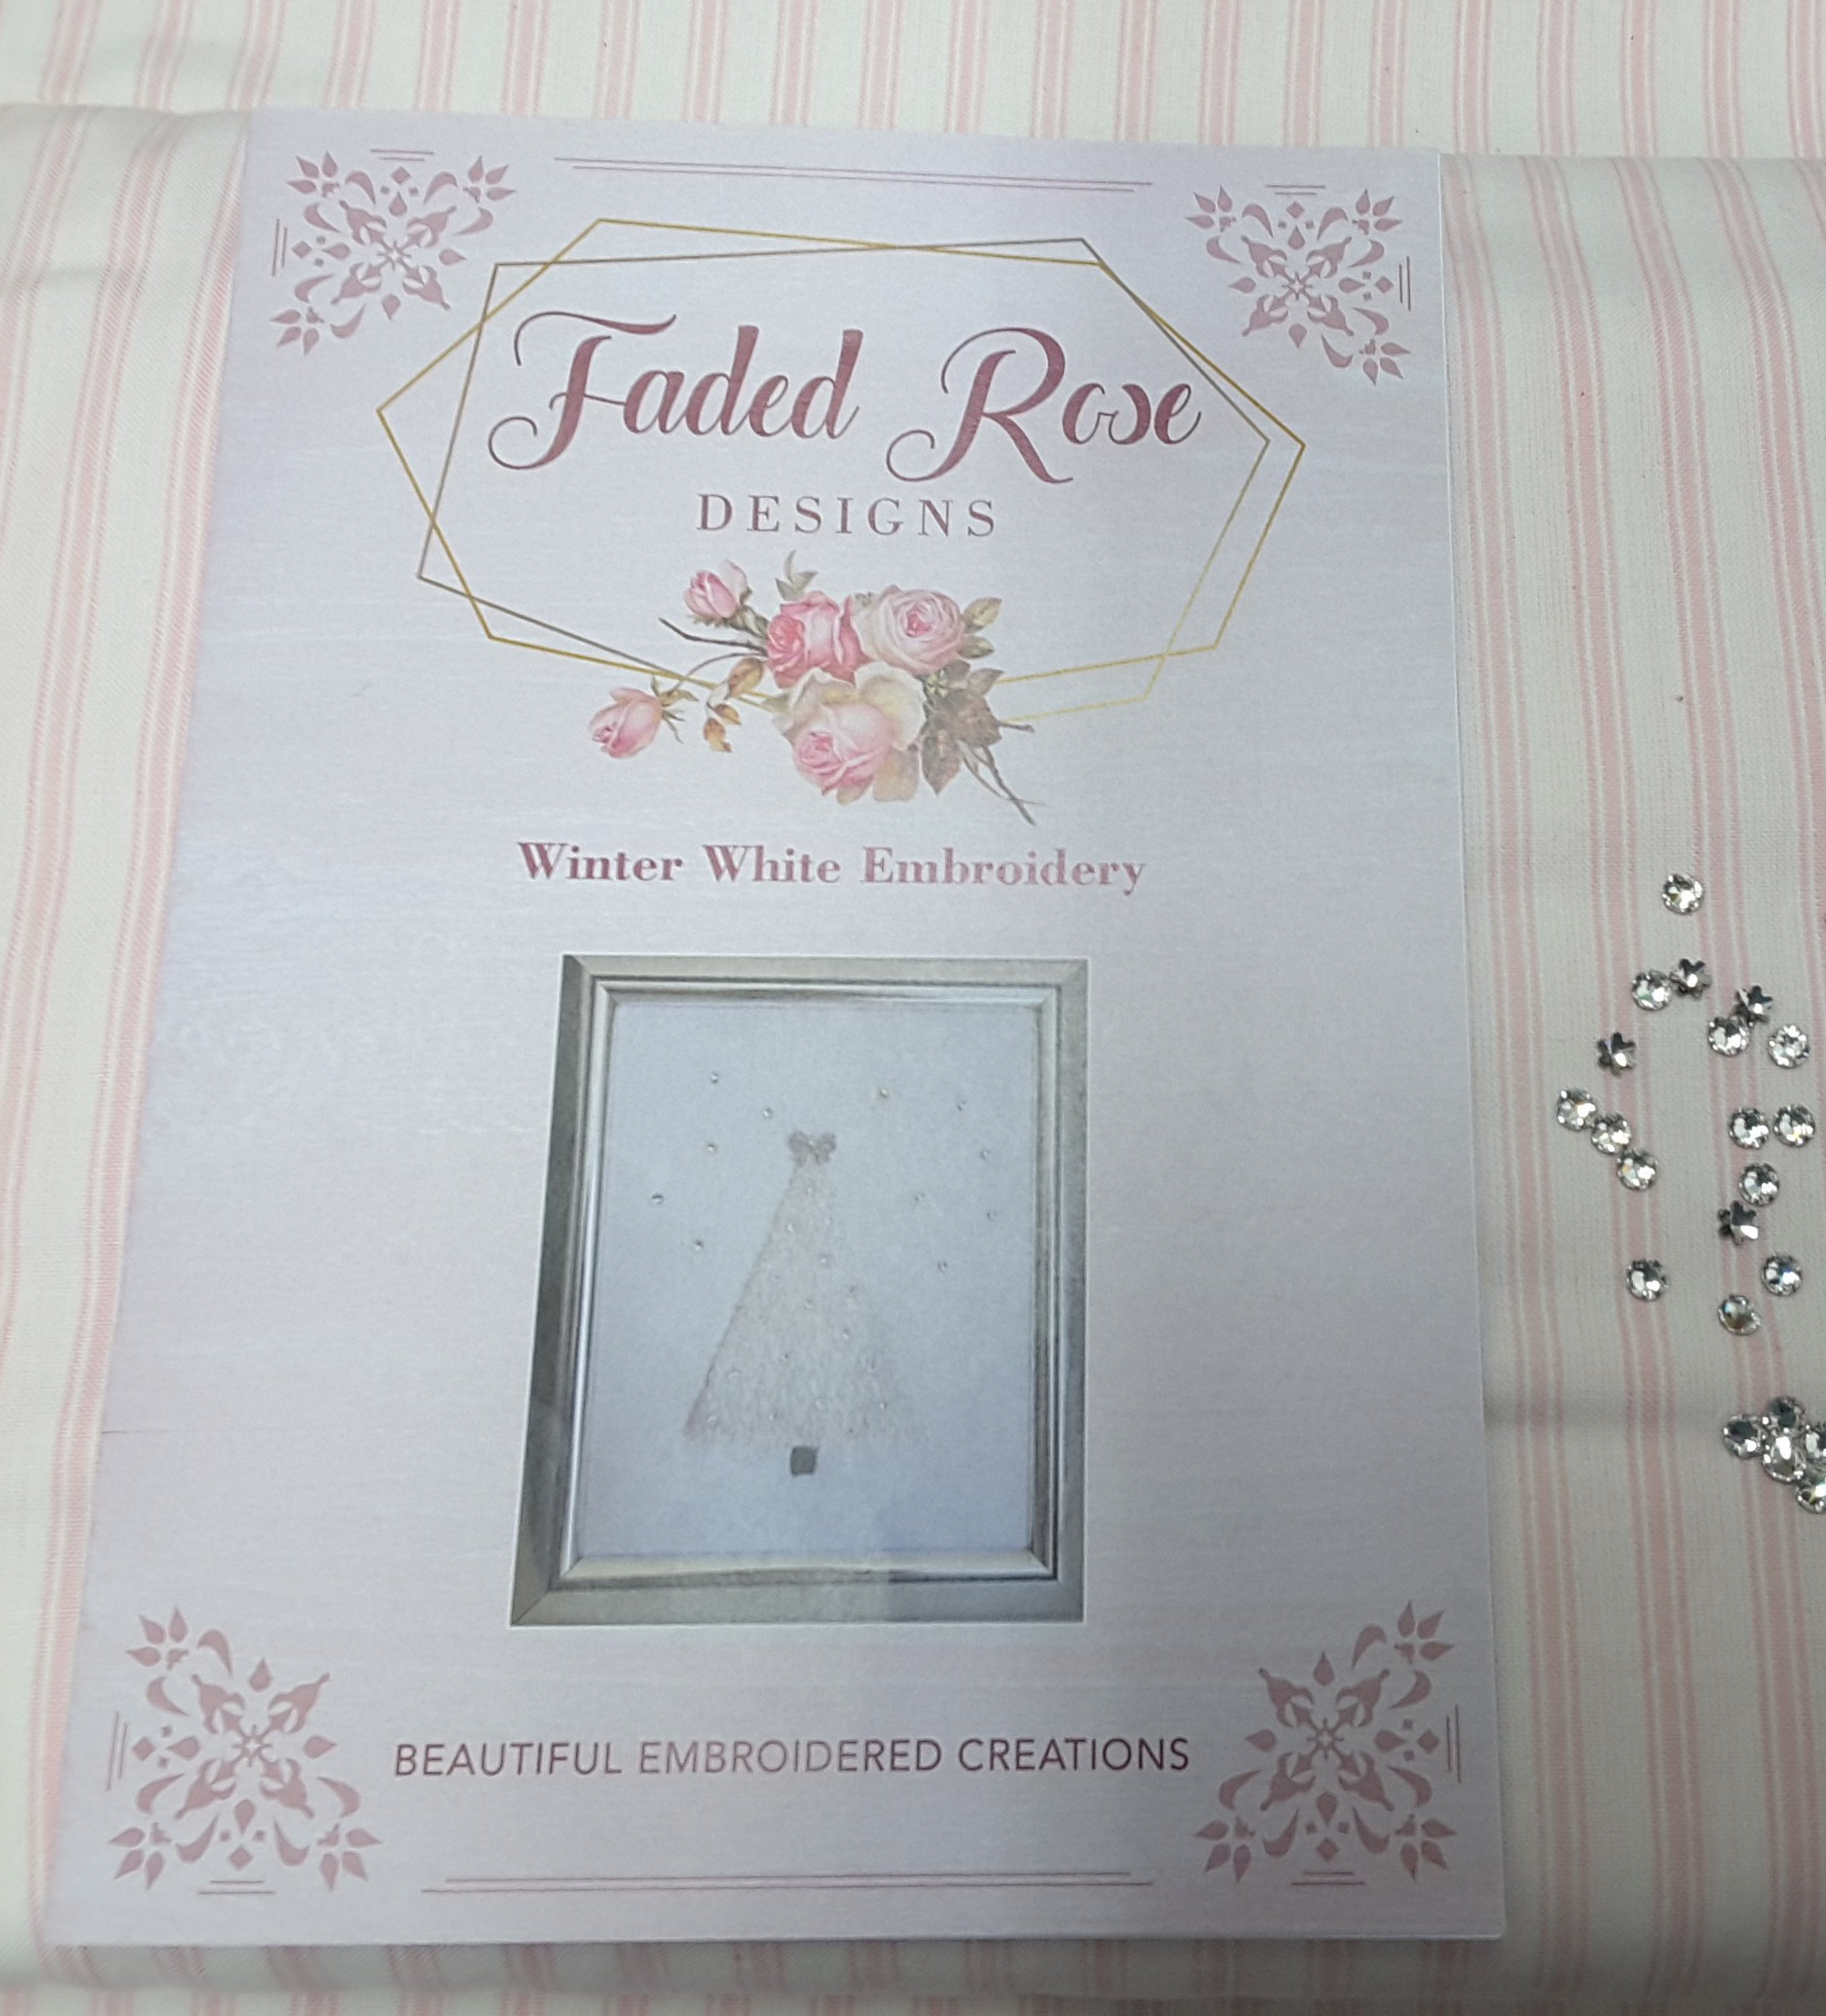 Faded Rose
DESIGNS
Winter White Embroidery
BEAUTIFUL EMBROIDERED CREATIONS